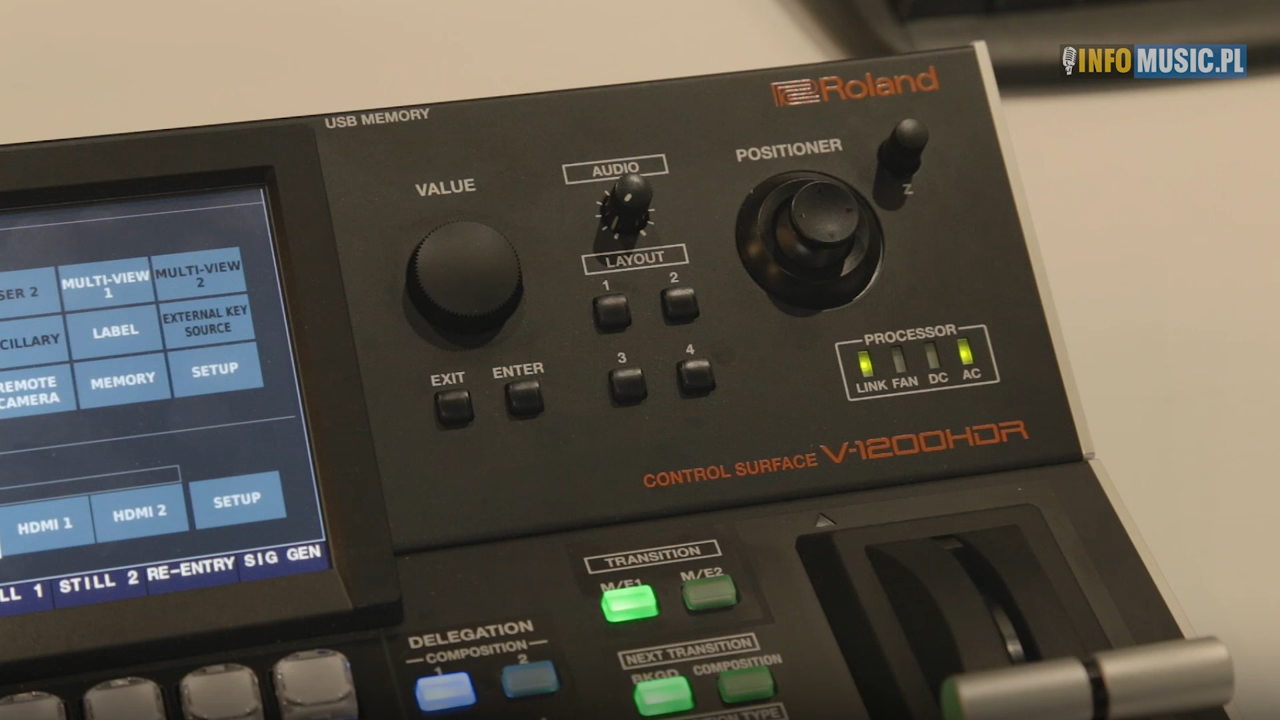 INFOMUSIC.PL
Roland
USB MEMORY
VALUE
AUDIO
POSITIONER
Z
LAYOUT
1 2
3 4
EXIT ENTER
PROCESSOR
LINK FAN DC AC
CONTROL SURFACE V-1200HDR
SER 2 MULTI-VIEW 1 MULTI-VIEW 2
CILLARY LABEL EXTERNAL KEY SOURCE
REMOTE CAMERA MEMORY SETUP
HDMI 1 HDMI 2 SETUP
LL 1 STILL 2 RE-ENTRY SIG GEN
TRANSITION
M/E1 M/E2
DELEGATION
COMPOSITION
1 2
NEXT TRANSITION
BKGD COMPOSITION